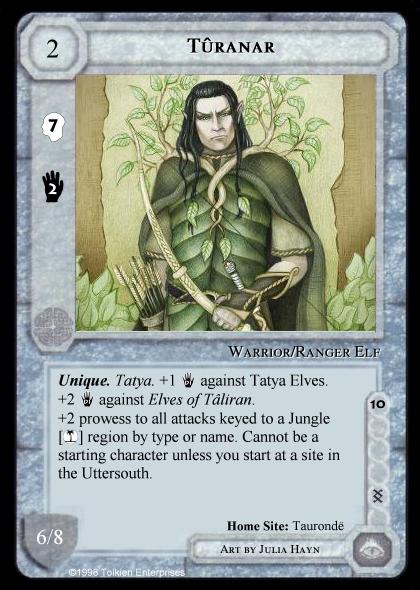 2
TÛRANAR
7
2
WARRIOR/RANGER ELF
Unique. Tatya. +1 against Tatya Elves.
+2 against Elves of Tâliran.
+2 prowess to all attacks keyed to a Jungle
[ ] region by type or name. Cannot be a
starting character unless you start at a site in
the Uttersouth.
10
6/8
Home Site: Taurondë
ART BY JULIA HAYN
©1998 Tolkien Enterprises